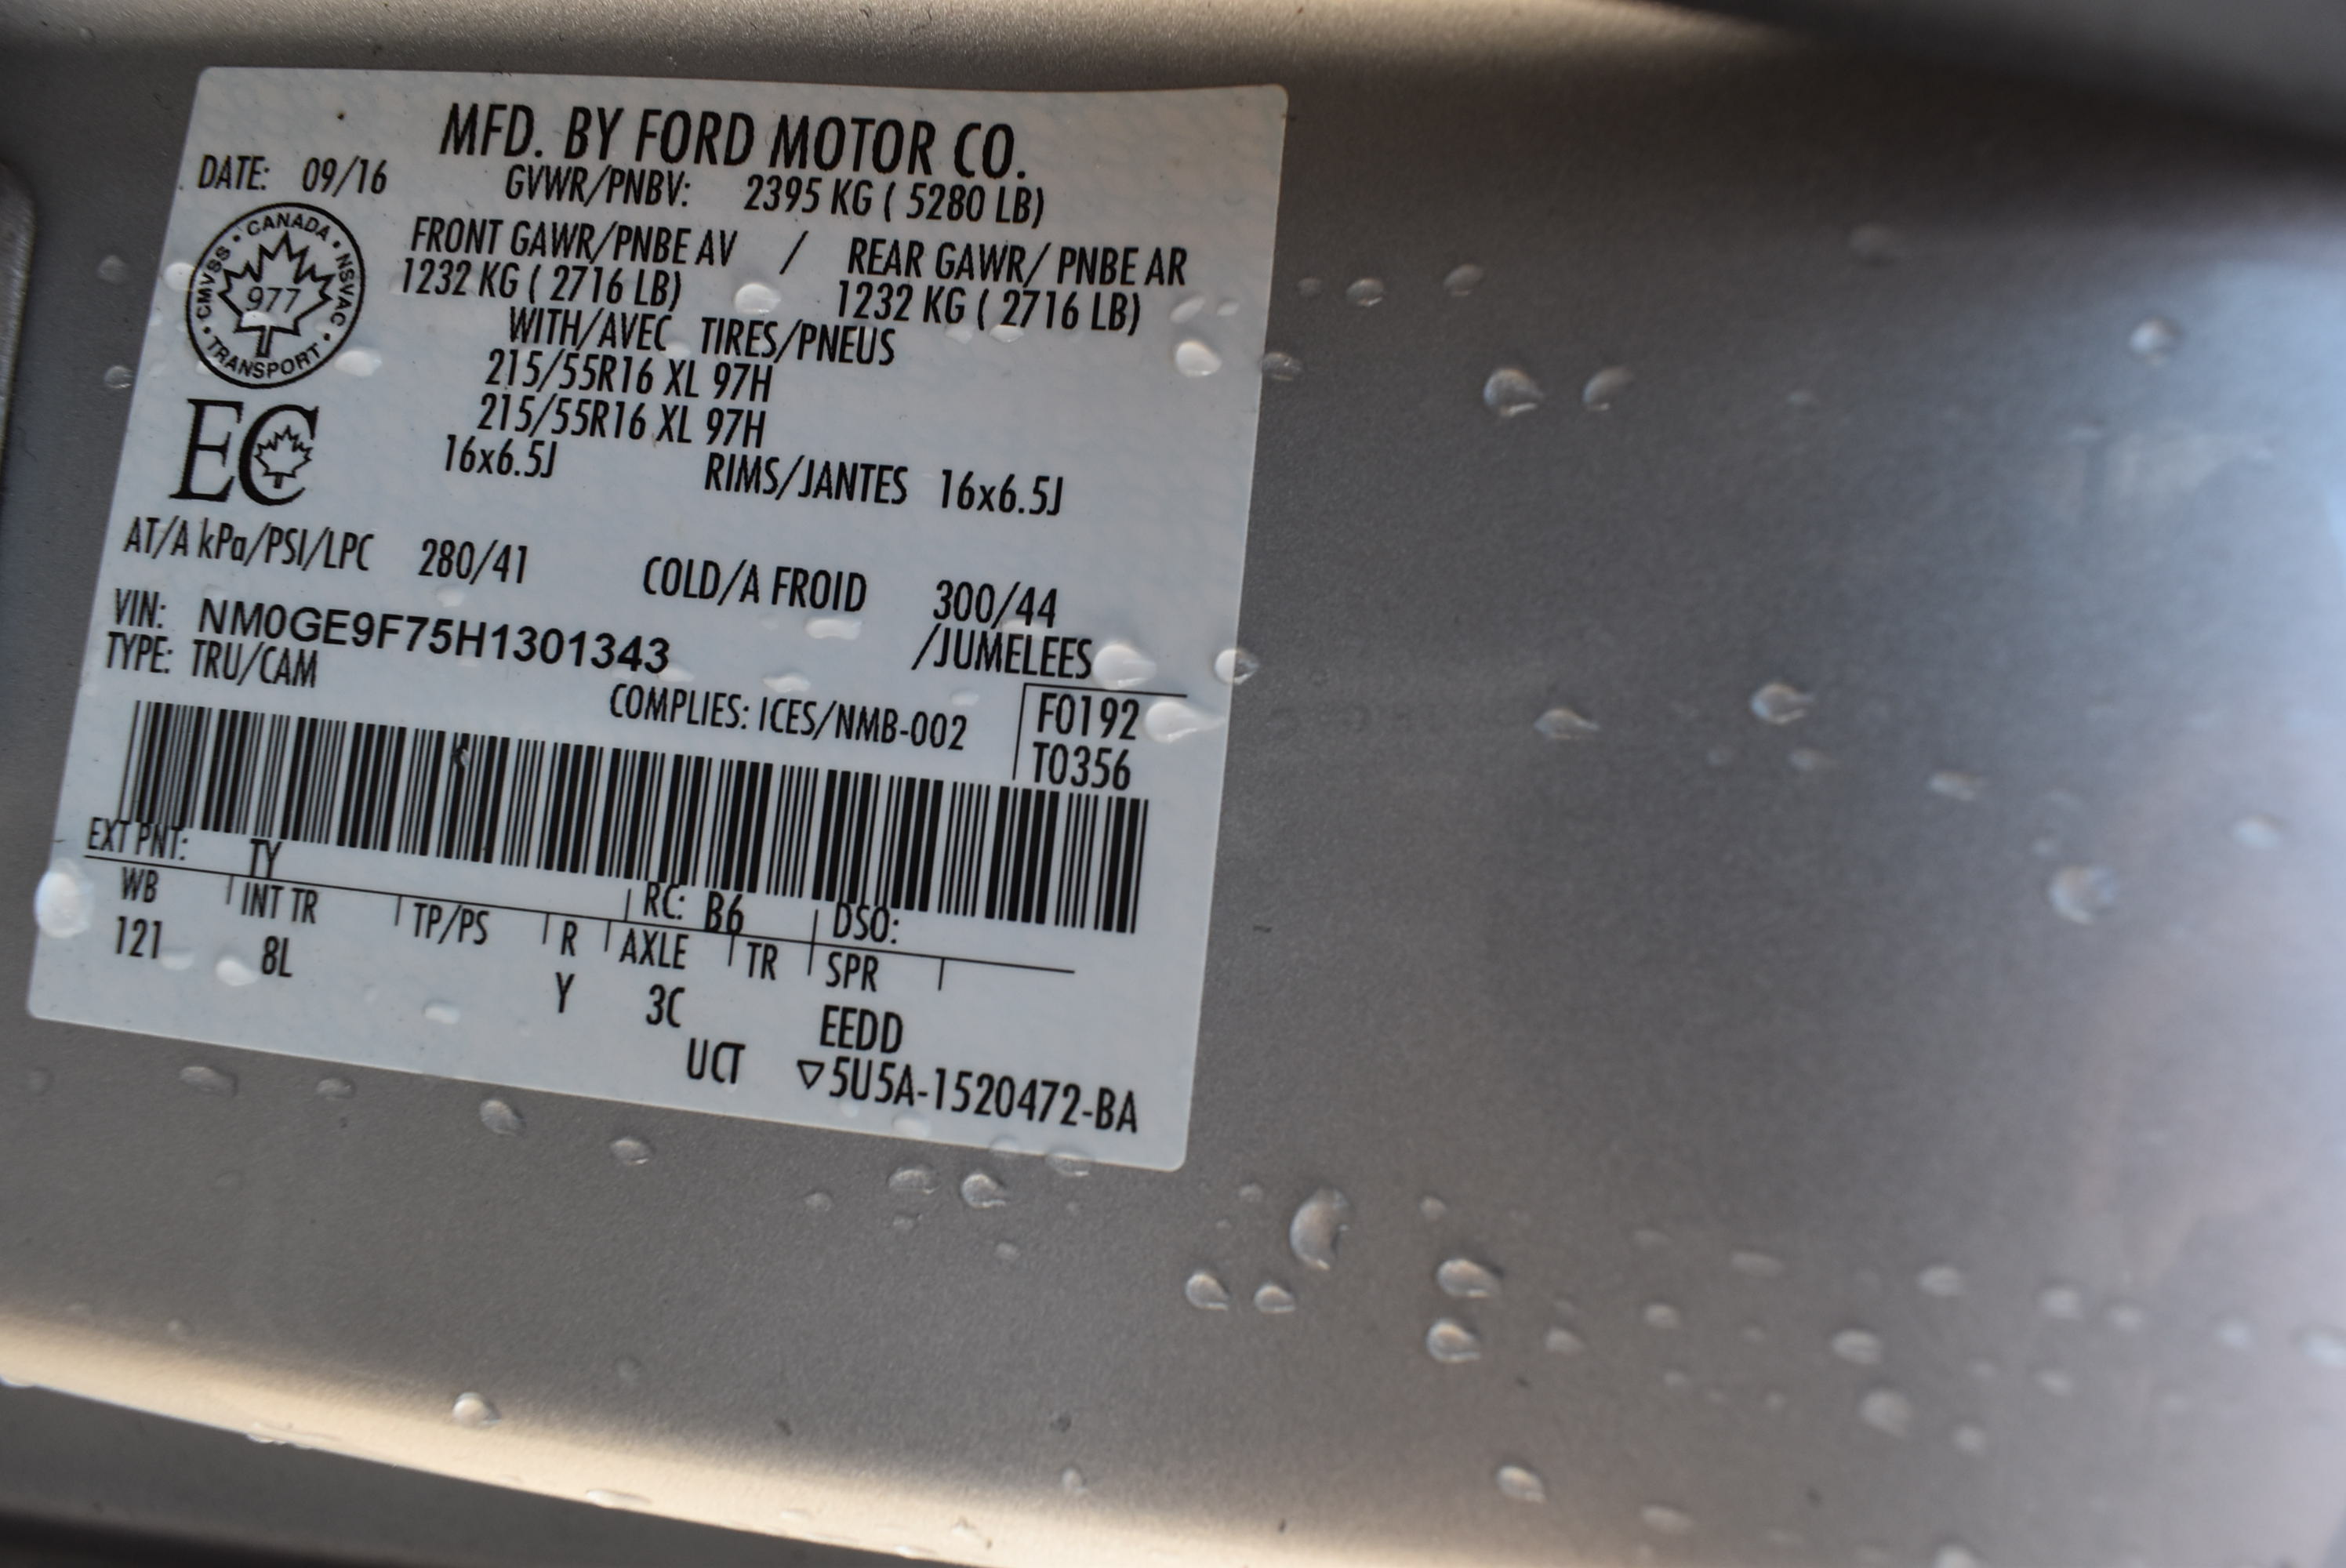 MFD. BY FORD MOTOR CO.
DATE: 09/16 GVWR/PNBV: 2395 KG ( 5280 LB)
FRONT GAWR/PNBE AV / REAR GAWR/ PNBE AR
1232 KG ( 2716 LB) 1232 KG ( 2716 LB)
WITH/AVEC TIRES/PNEUS
215/55R16 XL 97H
215/55R16 XL 97H
16x6.5J RIMS/JANTES 16x6.5J
CANADA • NSVAC • TRANSPORT • CMVSS •
977
EC
AT/A kPa/PSI/LPC 280/41 COLD/A FROID 300/44
VIN: NM0GE9F75H1301343 /JUMELEES
TYPE: TRU/CAM
COMPLIES: ICES/NMB-002 F0192
T0356
EXT PNT: TY RC: B6 DSO:
WB INT TR TP/PS R AXLE TR SPR
121 8L Y 3C EEDD
UCT ▽5U5A-1520472-BA